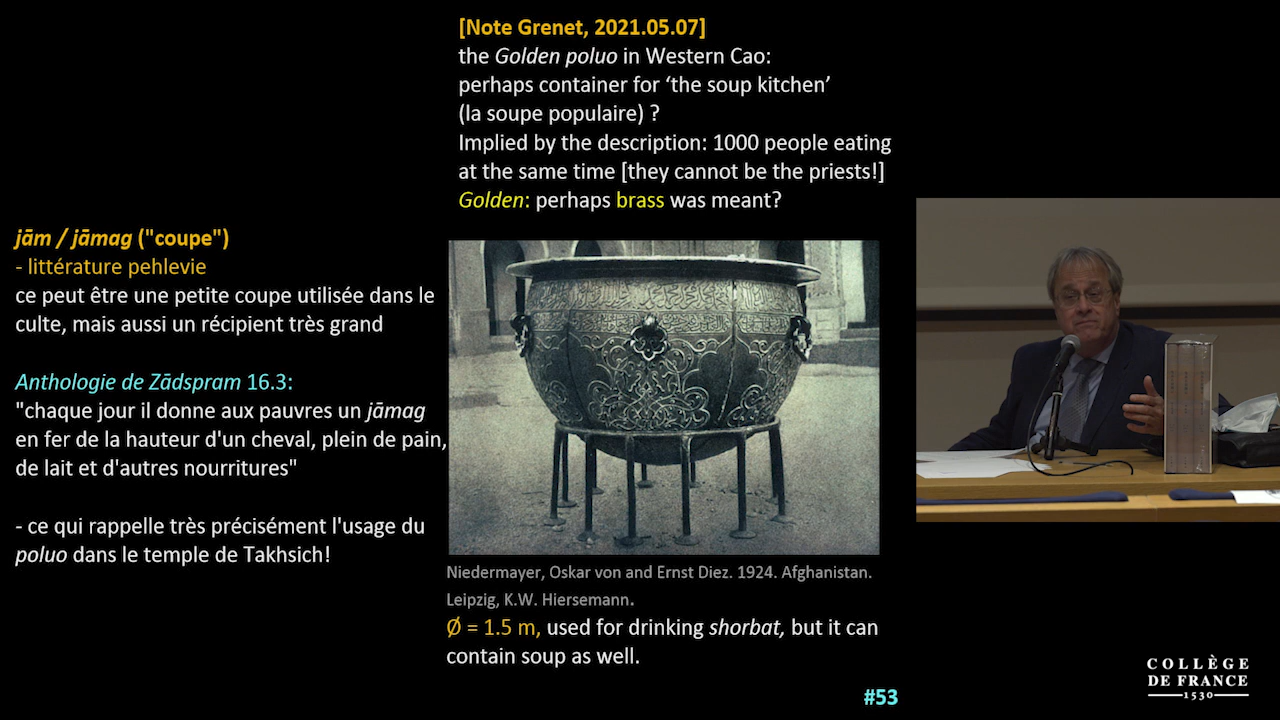 [Note Grenet, 2021.05.07]
the Golden poluo in Western Cao:
perhaps container for ‘the soup kitchen’
(la soupe populaire) ?
Implied by the description: 1000 people eating
at the same time [they cannot be the priests!]
Golden: perhaps brass was meant?
jām / jāmag ("coupe")
- littérature pehlevie
ce peut être une petite coupe utilisée dans le
culte, mais aussi un récipient très grand
Anthologie de Zādspram 16.3:
"chaque jour il donne aux pauvres un jāmag
en fer de la hauteur d'un cheval, plein de pain,
de lait et d'autres nourritures"
- ce qui rappelle très précisément l'usage du
poluo dans le temple de Takhsich!
Niedermayer, Oskar von and Ernst Diez. 1924. Afghanistan.
Leipzig, K.W. Hiersemann.
Ø = 1.5 m, used for drinking shorbat, but it can
contain soup as well.
#53
COLLÈGE
DE FRANCE
1530